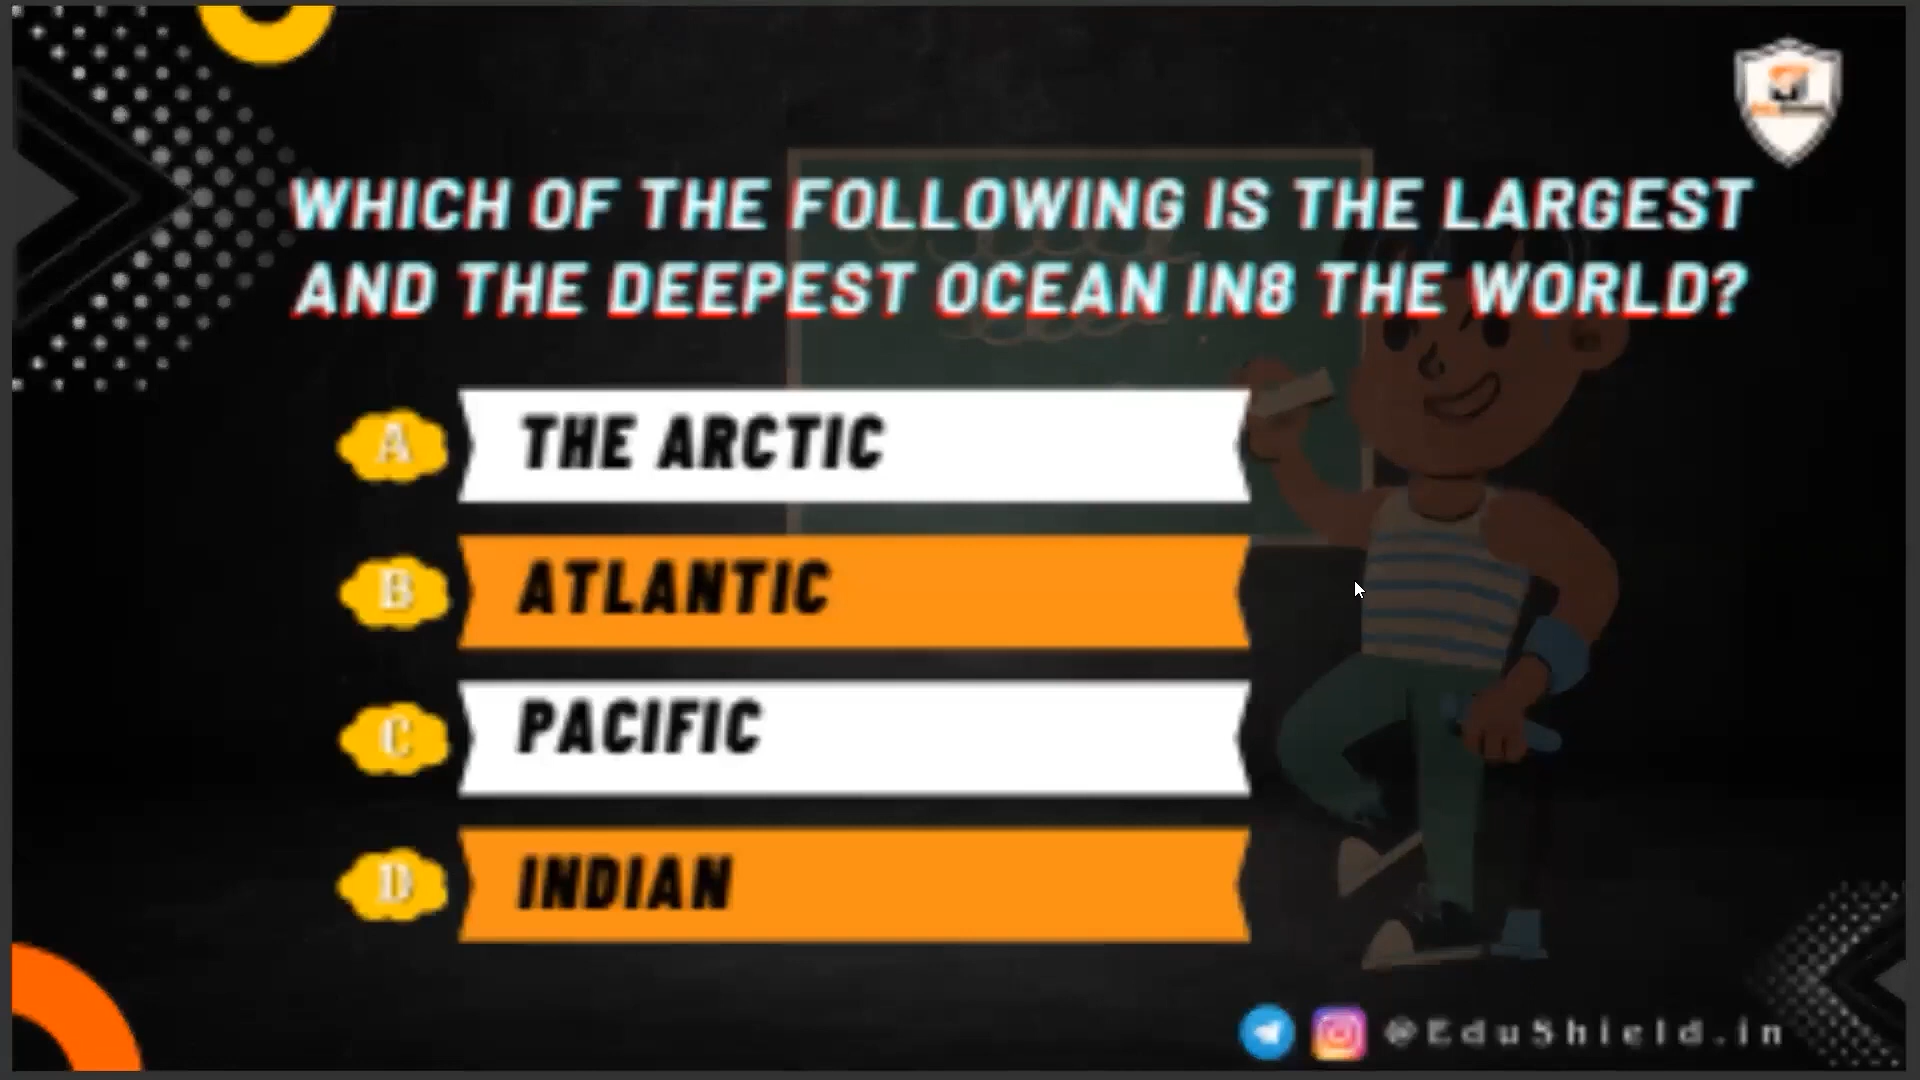 WHICH OF THE FOLLOWING IS THE LARGEST
AND THE DEEPEST OCEAN IN8 THE WORLD?
A THE ARCTIC
B ATLANTIC
C PACIFIC
D INDIAN
@EduShield.in